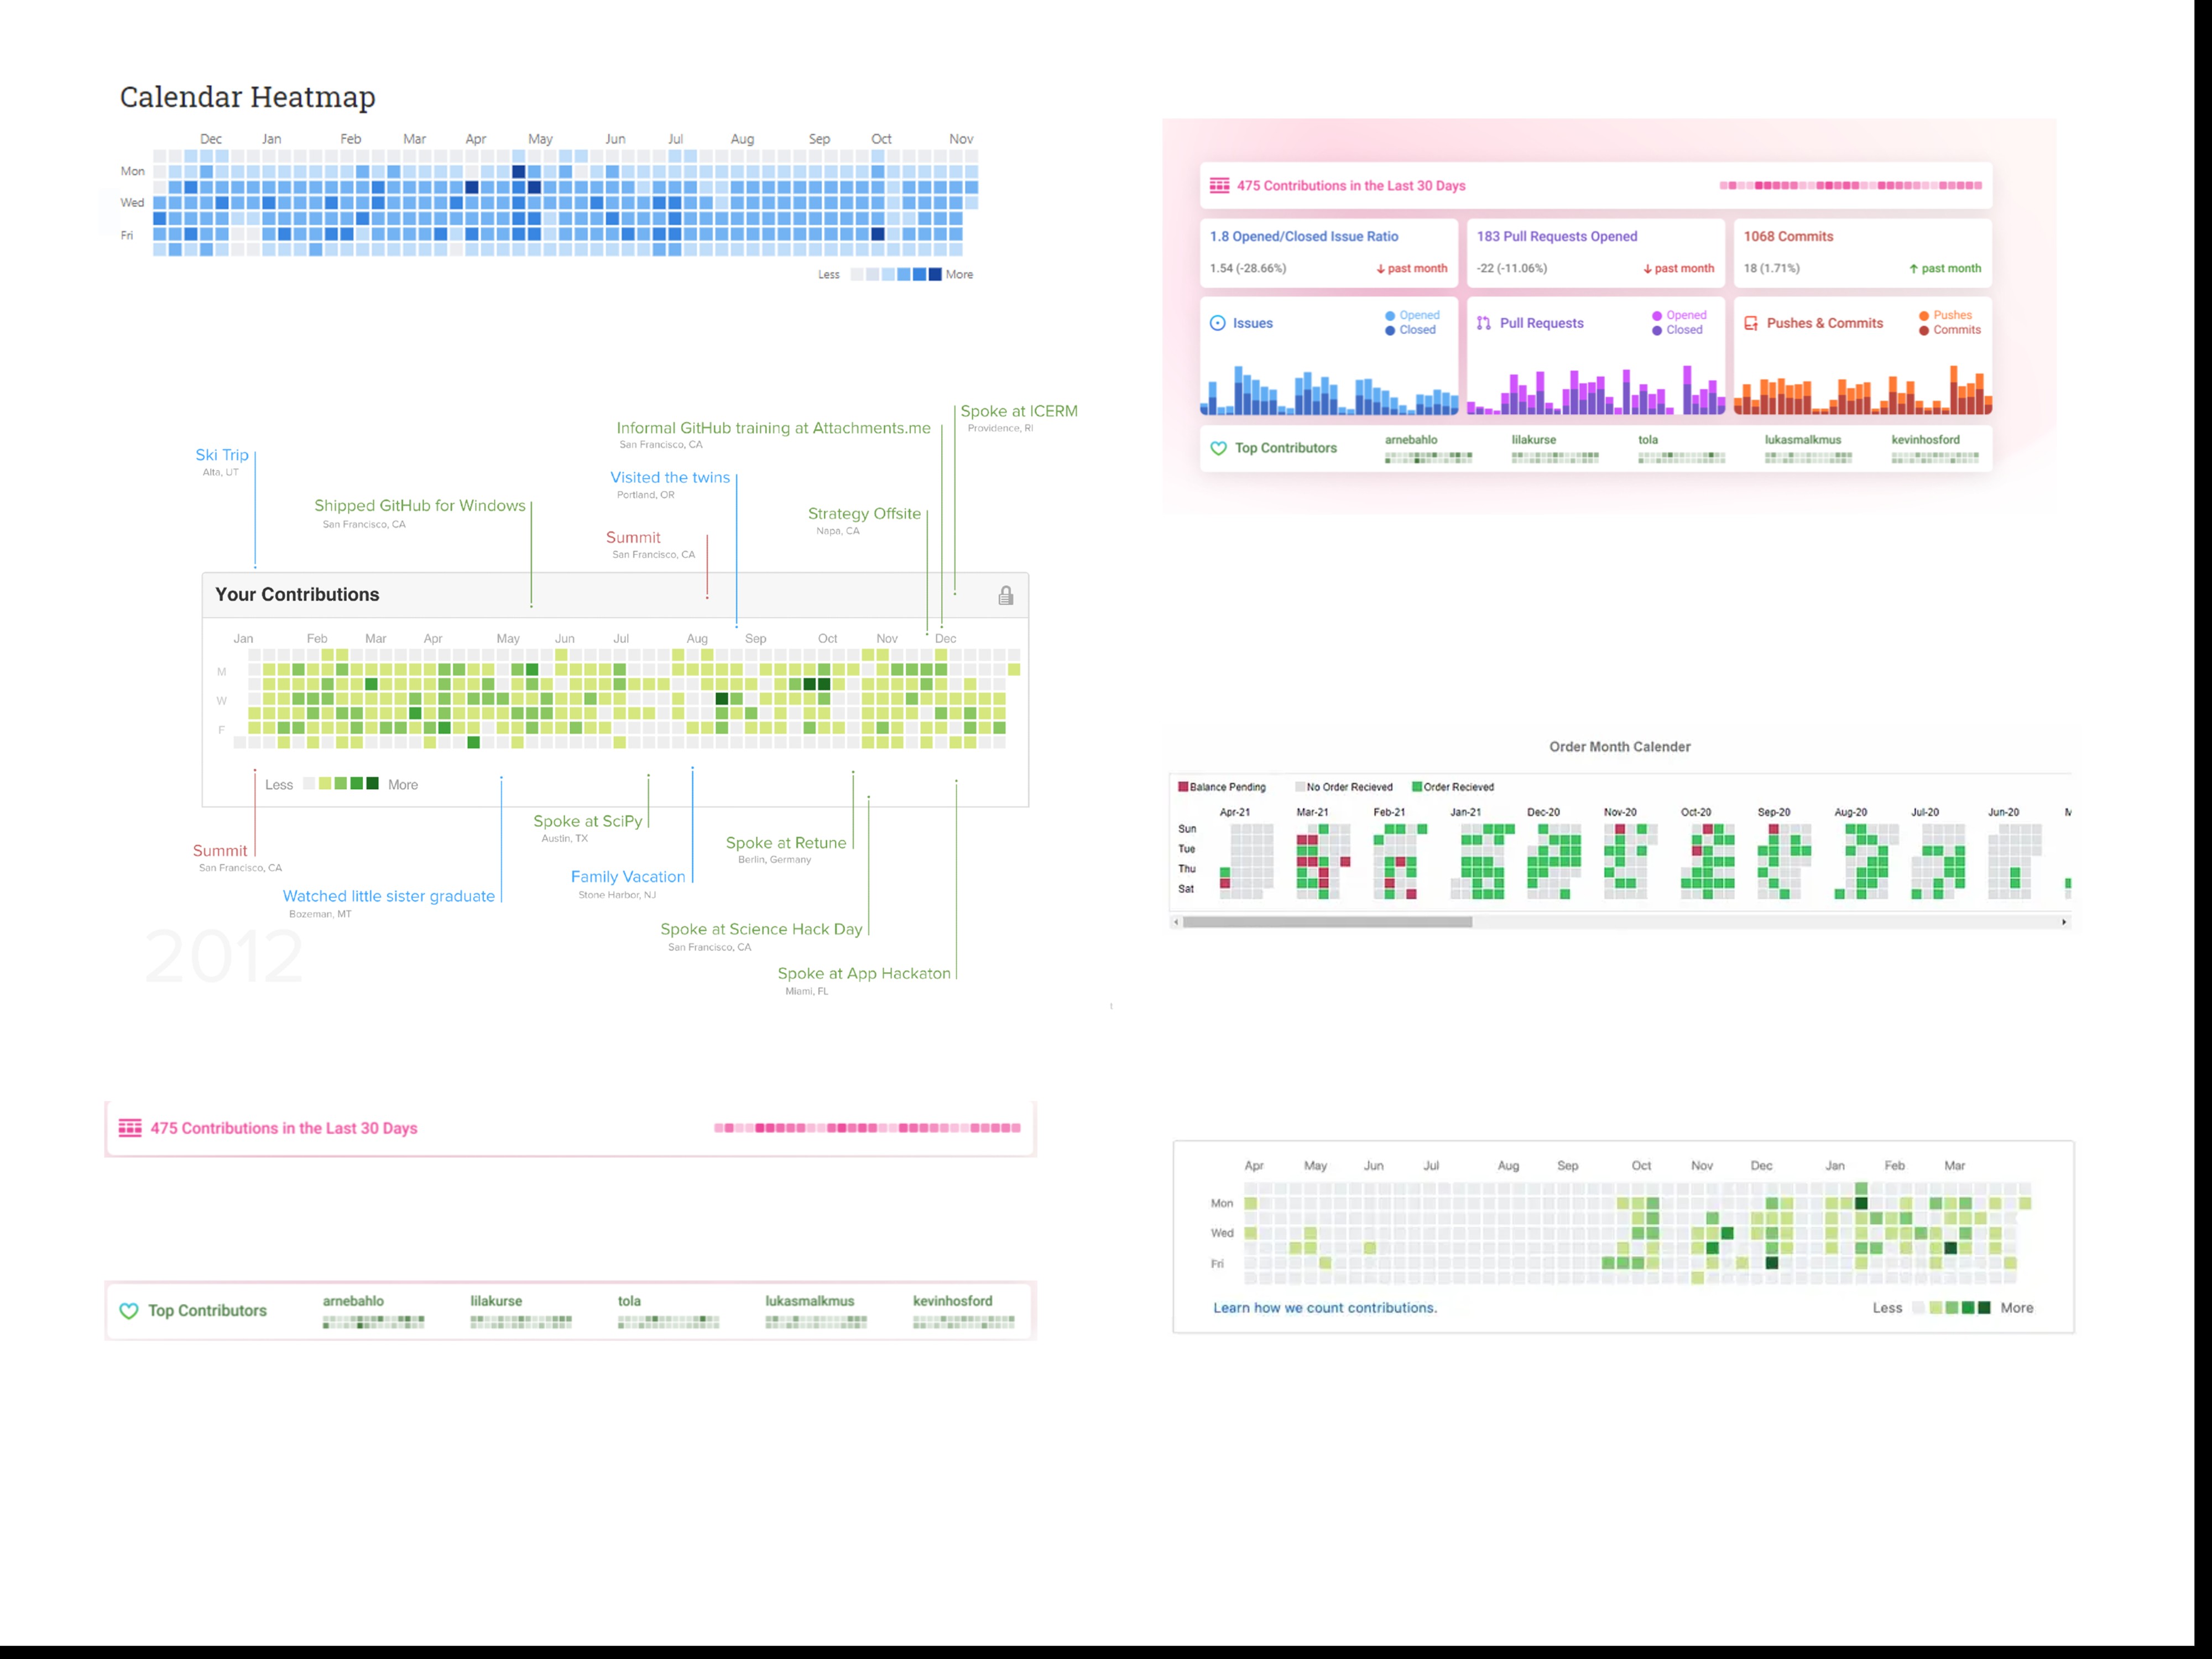 Calendar Heatmap
Dec Jan Feb Mar Apr May Jun Jul Aug Sep Oct Nov
Mon
Wed
Fri
Less More
475 Contributions in the Last 30 Days
1.8 Opened/Closed Issue Ratio
1.54 (-28.66%) ↓ past month
183 Pull Requests Opened
-22 (-11.06%) ↓ past month
1068 Commits
18 (1.71%) ↑ past month
Issues
Opened
Closed
Pull Requests
Opened
Closed
Pushes & Commits
Pushes
Commits
Top Contributors
arnebahlo lilakurse tola lukasmalkmus kevinhosford
Spoke at ICERM
Providence, RI
Informal GitHub training at Attachments.me
San Francisco, CA
Ski Trip
Alta, UT
Visited the twins
Portland, OR
Shipped GitHub for Windows
San Francisco, CA
Strategy Offsite
Napa, CA
Summit
San Francisco, CA
Your Contributions
Jan Feb Mar Apr May Jun Jul Aug Sep Oct Nov Dec
M
W
F
Less More
Spoke at SciPy
Austin, TX
Spoke at Retune
Berlin, Germany
Summit
San Francisco, CA
Family Vacation
Stone Harbor, NJ
Watched little sister graduate
Bozeman, MT
Spoke at Science Hack Day
San Francisco, CA
2012
Spoke at App Hackaton
Miami, FL
Order Month Calender
Balance Pending No Order Recieved Order Recieved
Apr-21 Mar-21 Feb-21 Jan-21 Dec-20 Nov-20 Oct-20 Sep-20 Aug-20 Jul-20 Jun-20
Sun
Tue
Thu
Sat
475 Contributions in the Last 30 Days
Top Contributors
arnebahlo lilakurse tola lukasmalkmus kevinhosford
Apr May Jun Jul Aug Sep Oct Nov Dec Jan Feb Mar
Mon
Wed
Fri
Learn how we count contributions.
Less More